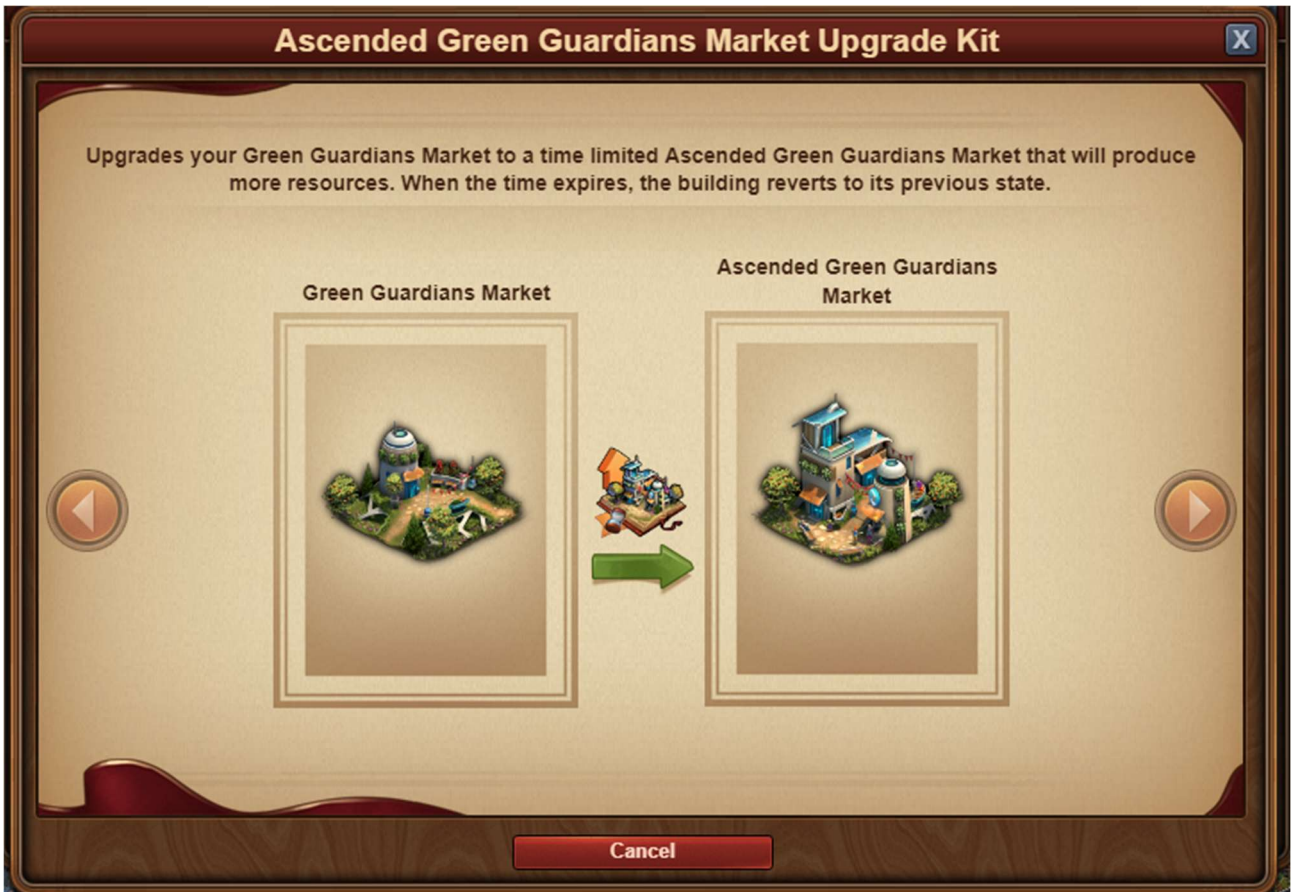 Ascended Green Guardians Market Upgrade Kit
X
Upgrades your Green Guardians Market to a time limited Ascended Green Guardians Market that will produce
more resources. When the time expires, the building reverts to its previous state.
Green Guardians Market
Ascended Green Guardians
Market
Cancel